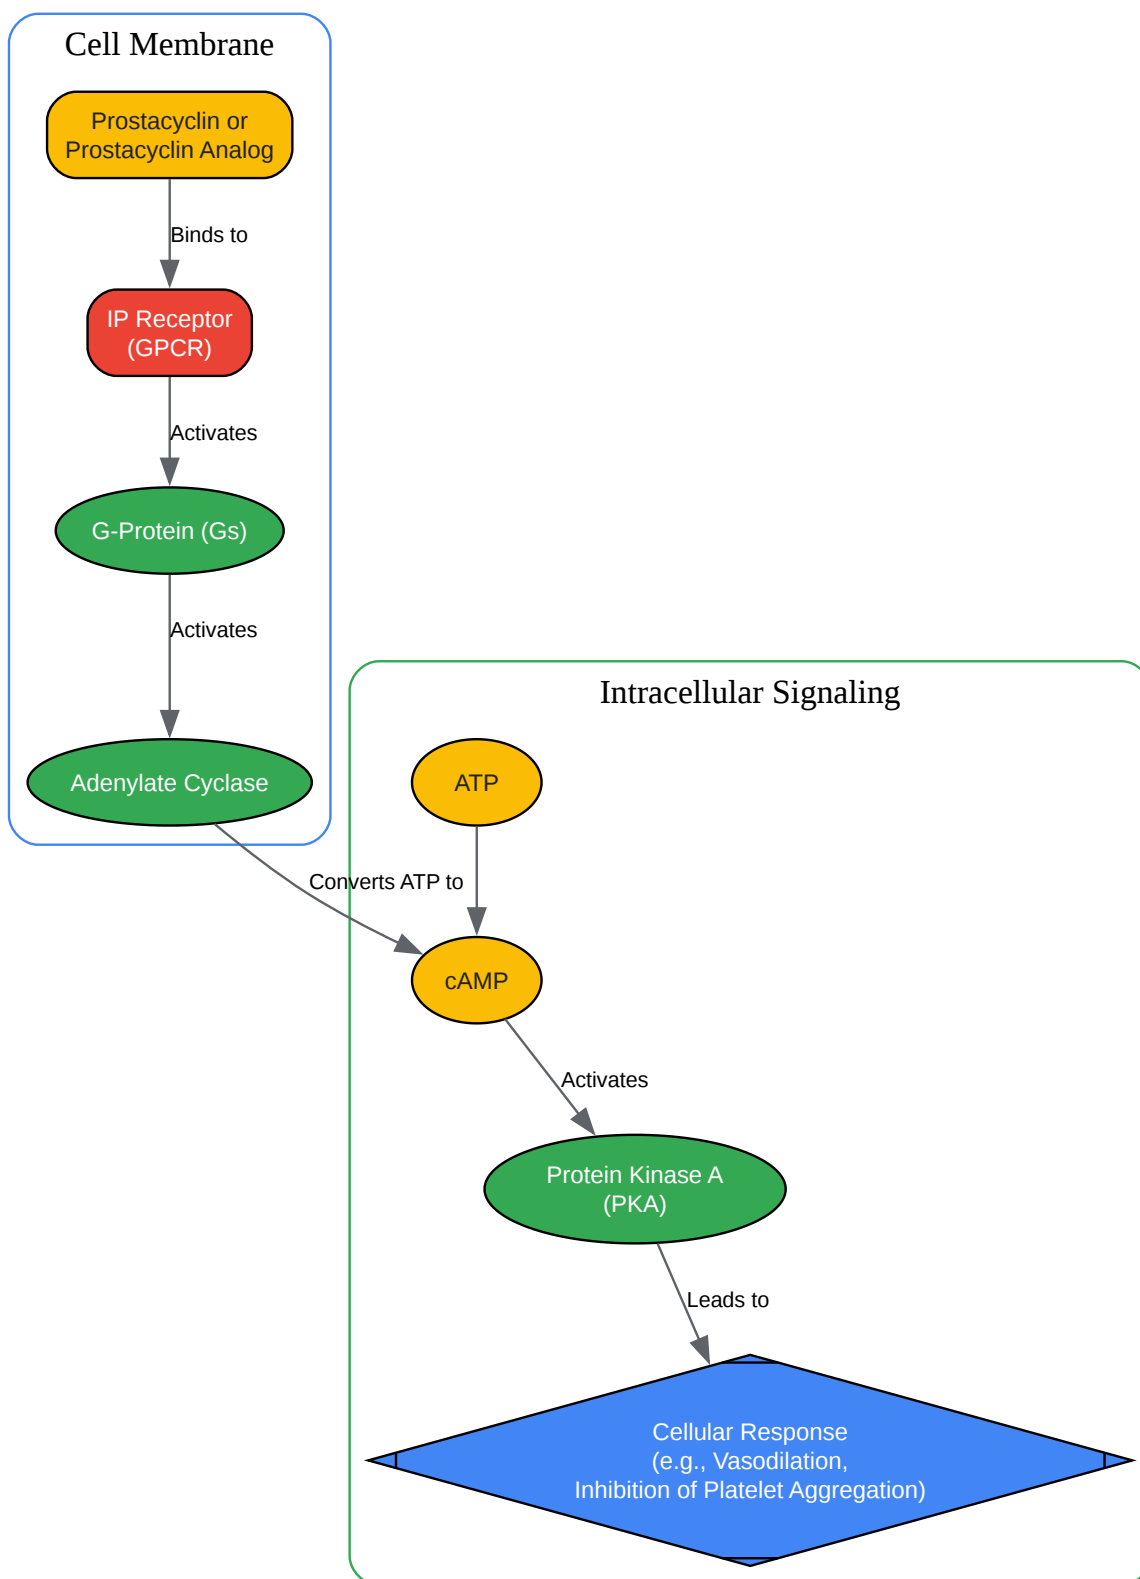 Cell Membrane
Prostacyclin or
Prostacyclin Analog
Binds to
IP Receptor
(GPCR)
Activates
G-Protein (Gs)
Activates
Adenylate Cyclase
Intracellular Signaling
ATP
Converts ATP to
cAMP
Activates
Protein Kinase A
(PKA)
Leads to
Cellular Response
(e.g., Vasodilation,
Inhibition of Platelet Aggregation)